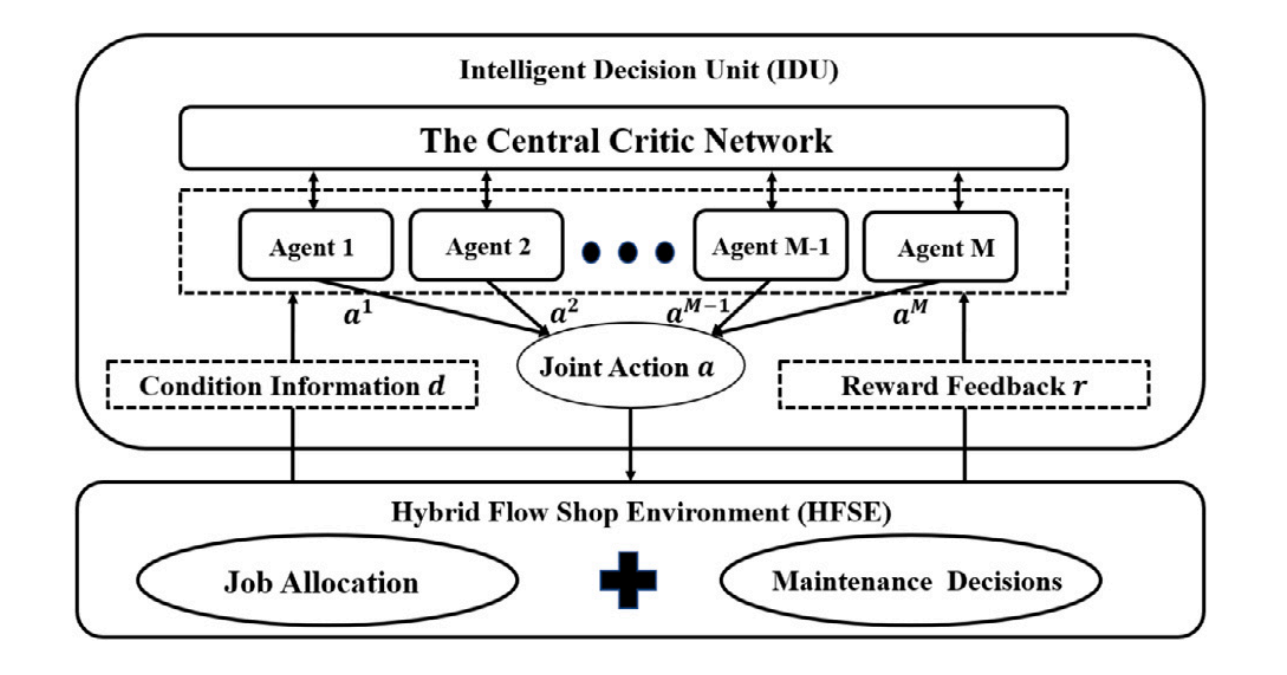 Intelligent Decision Unit (IDU)
The Central Critic Network
Agent 1
Agent 2
Agent M-1
Agent M
a¹
a²
a^{M−1}
a^M
Condition Information d
Joint Action a
Reward Feedback r
Hybrid Flow Shop Environment (HFSE)
Job Allocation
Maintenance Decisions